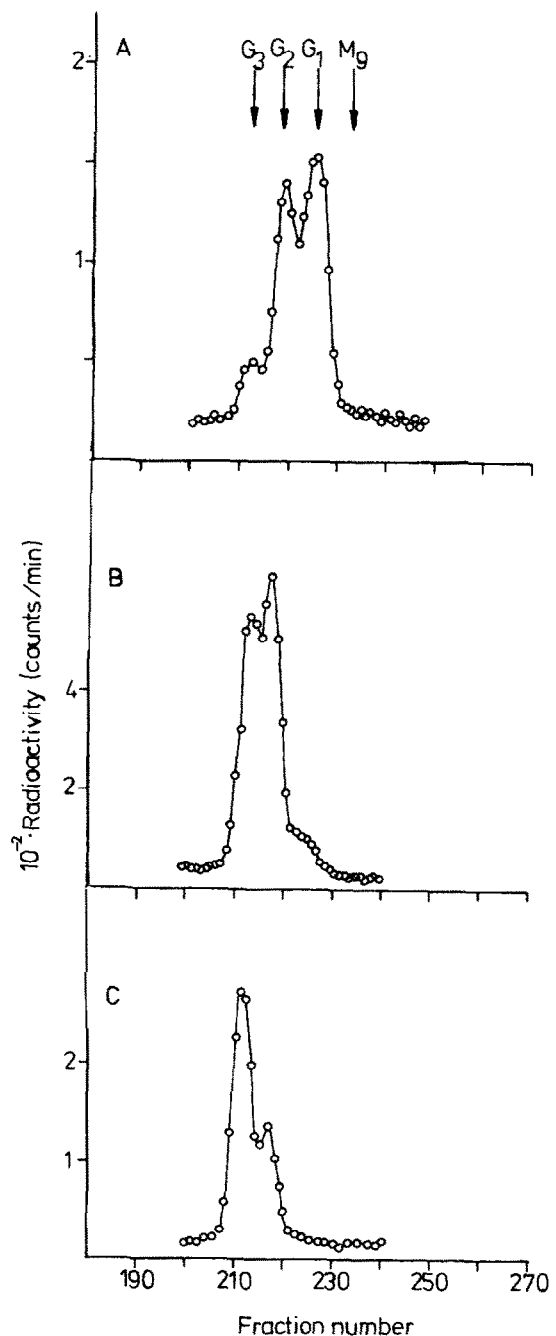 A
G3 G2 G1 M9
2
1
B
4
2
C
2
1
10-2·Radioactivity (counts/min)
190 210 230 250 270
Fraction number